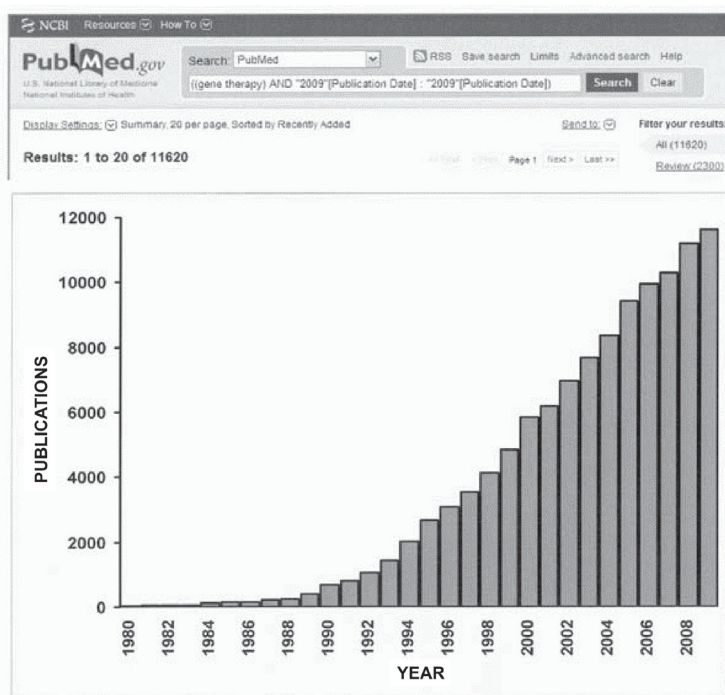 NCBI Resources How To
PubMed.gov
U.S. National Library of Medicine
National Institutes of Health
Search: PubMed
RSS Save search Limits Advanced search Help
((gene therapy) AND "2009"[Publication Date] : "2009"[Publication Date])
Search Clear
Display Settings: Summary, 20 per page, Sorted by Recently Added
Send to:
Filter your results:
Results: 1 to 20 of 11620
<< First < Prev Page 1 Next > Last >>
All (11620)
Review (2300)
12000
10000
8000
6000
4000
2000
0
PUBLICATIONS
1980 1982 1984 1986 1988 1990 1992 1994 1996 1998 2000 2002 2004 2006 2008
YEAR